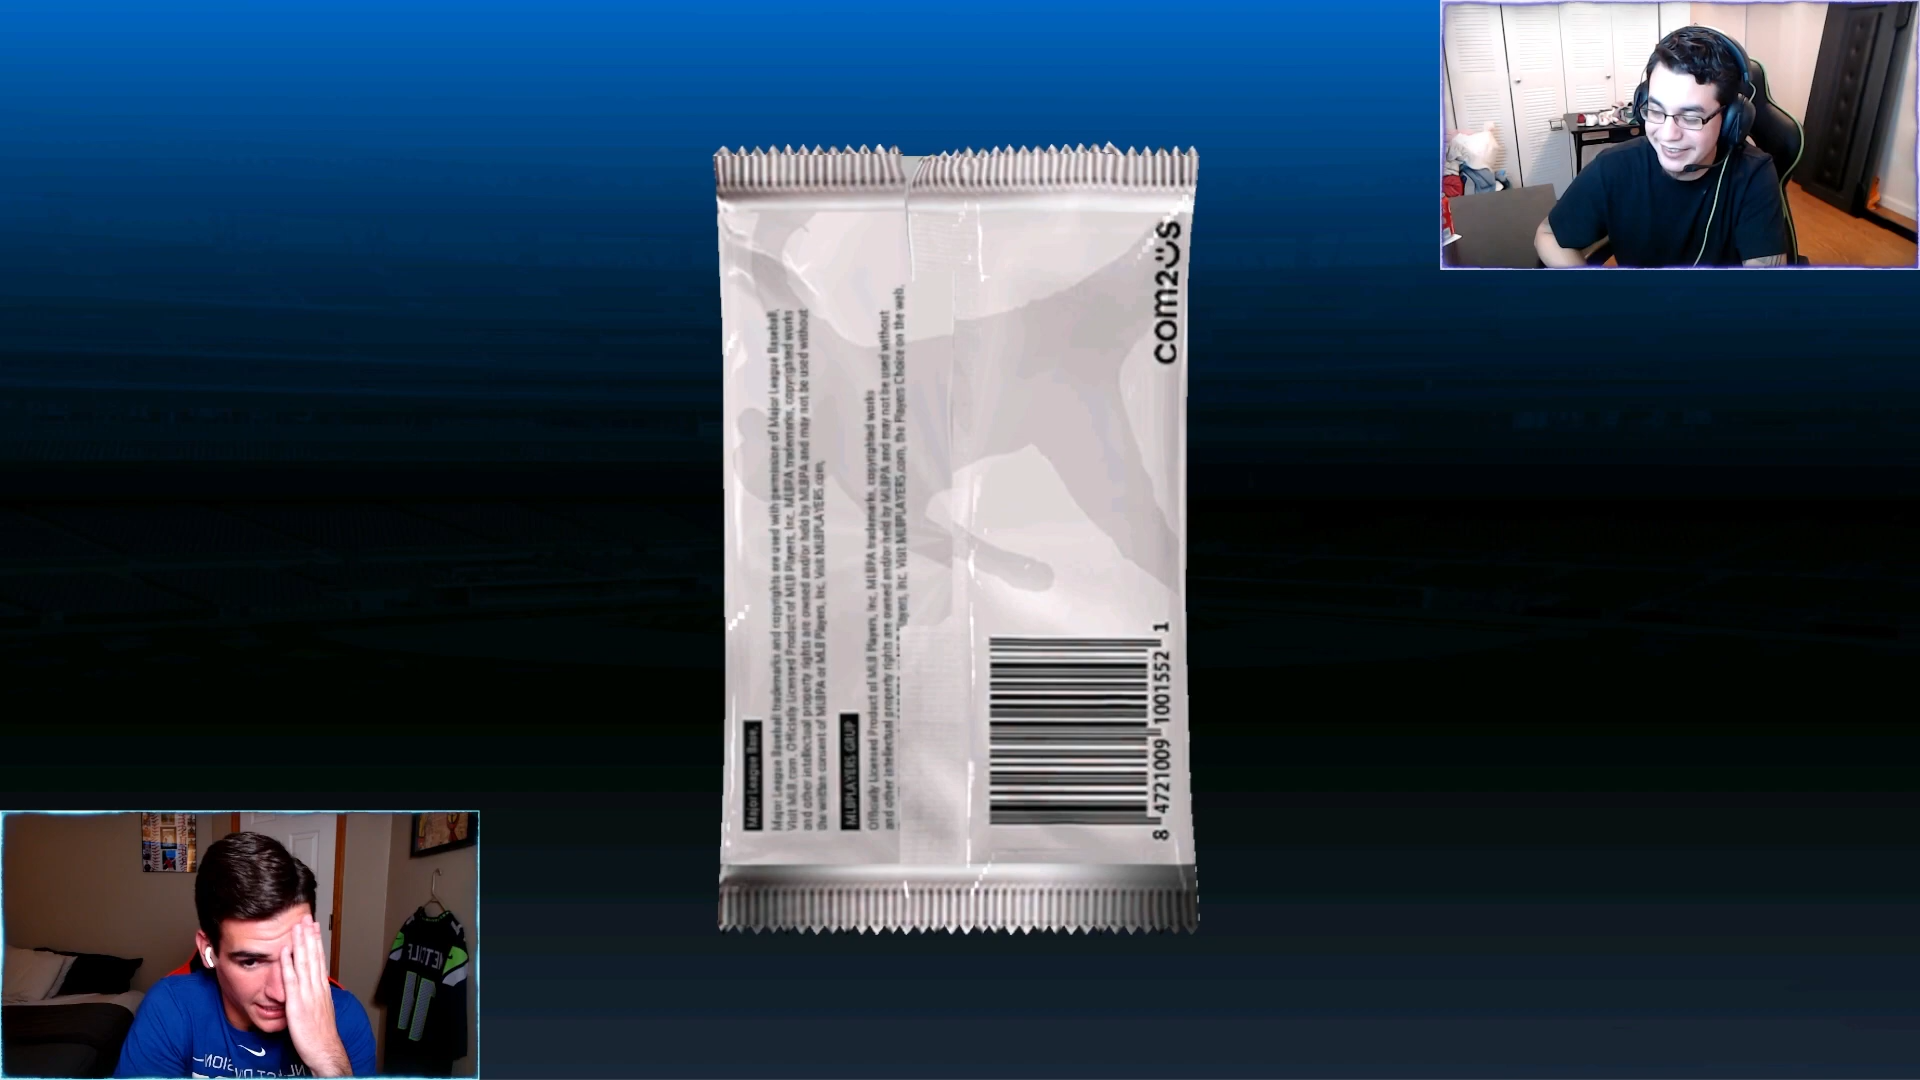 com2us
Major League Base.
Major League Baseball trademarks and copyrights are used with permission of Major League Baseball.
Visit MLB.com. Officially Licensed Product of MLB Players, Inc. MLBPA trademarks, copyrighted works
and other intellectual property rights are owned and/or held by MLBPA and may not be used without
the written consent of MLBPA or MLB Players, Inc. Visit MLBPLAYERS.com,
MLBPLAYERS GRUP
Officially Licensed Product of MLB Players, Inc. MLBPA trademarks, copyrighted works
and other intellectual property rights are owned and/or held by MLBPA and may not be used without
layers, Inc. Visit MLBPLAYERS.com, the Players Choice on the web.
8 4721009 1001552 1
11